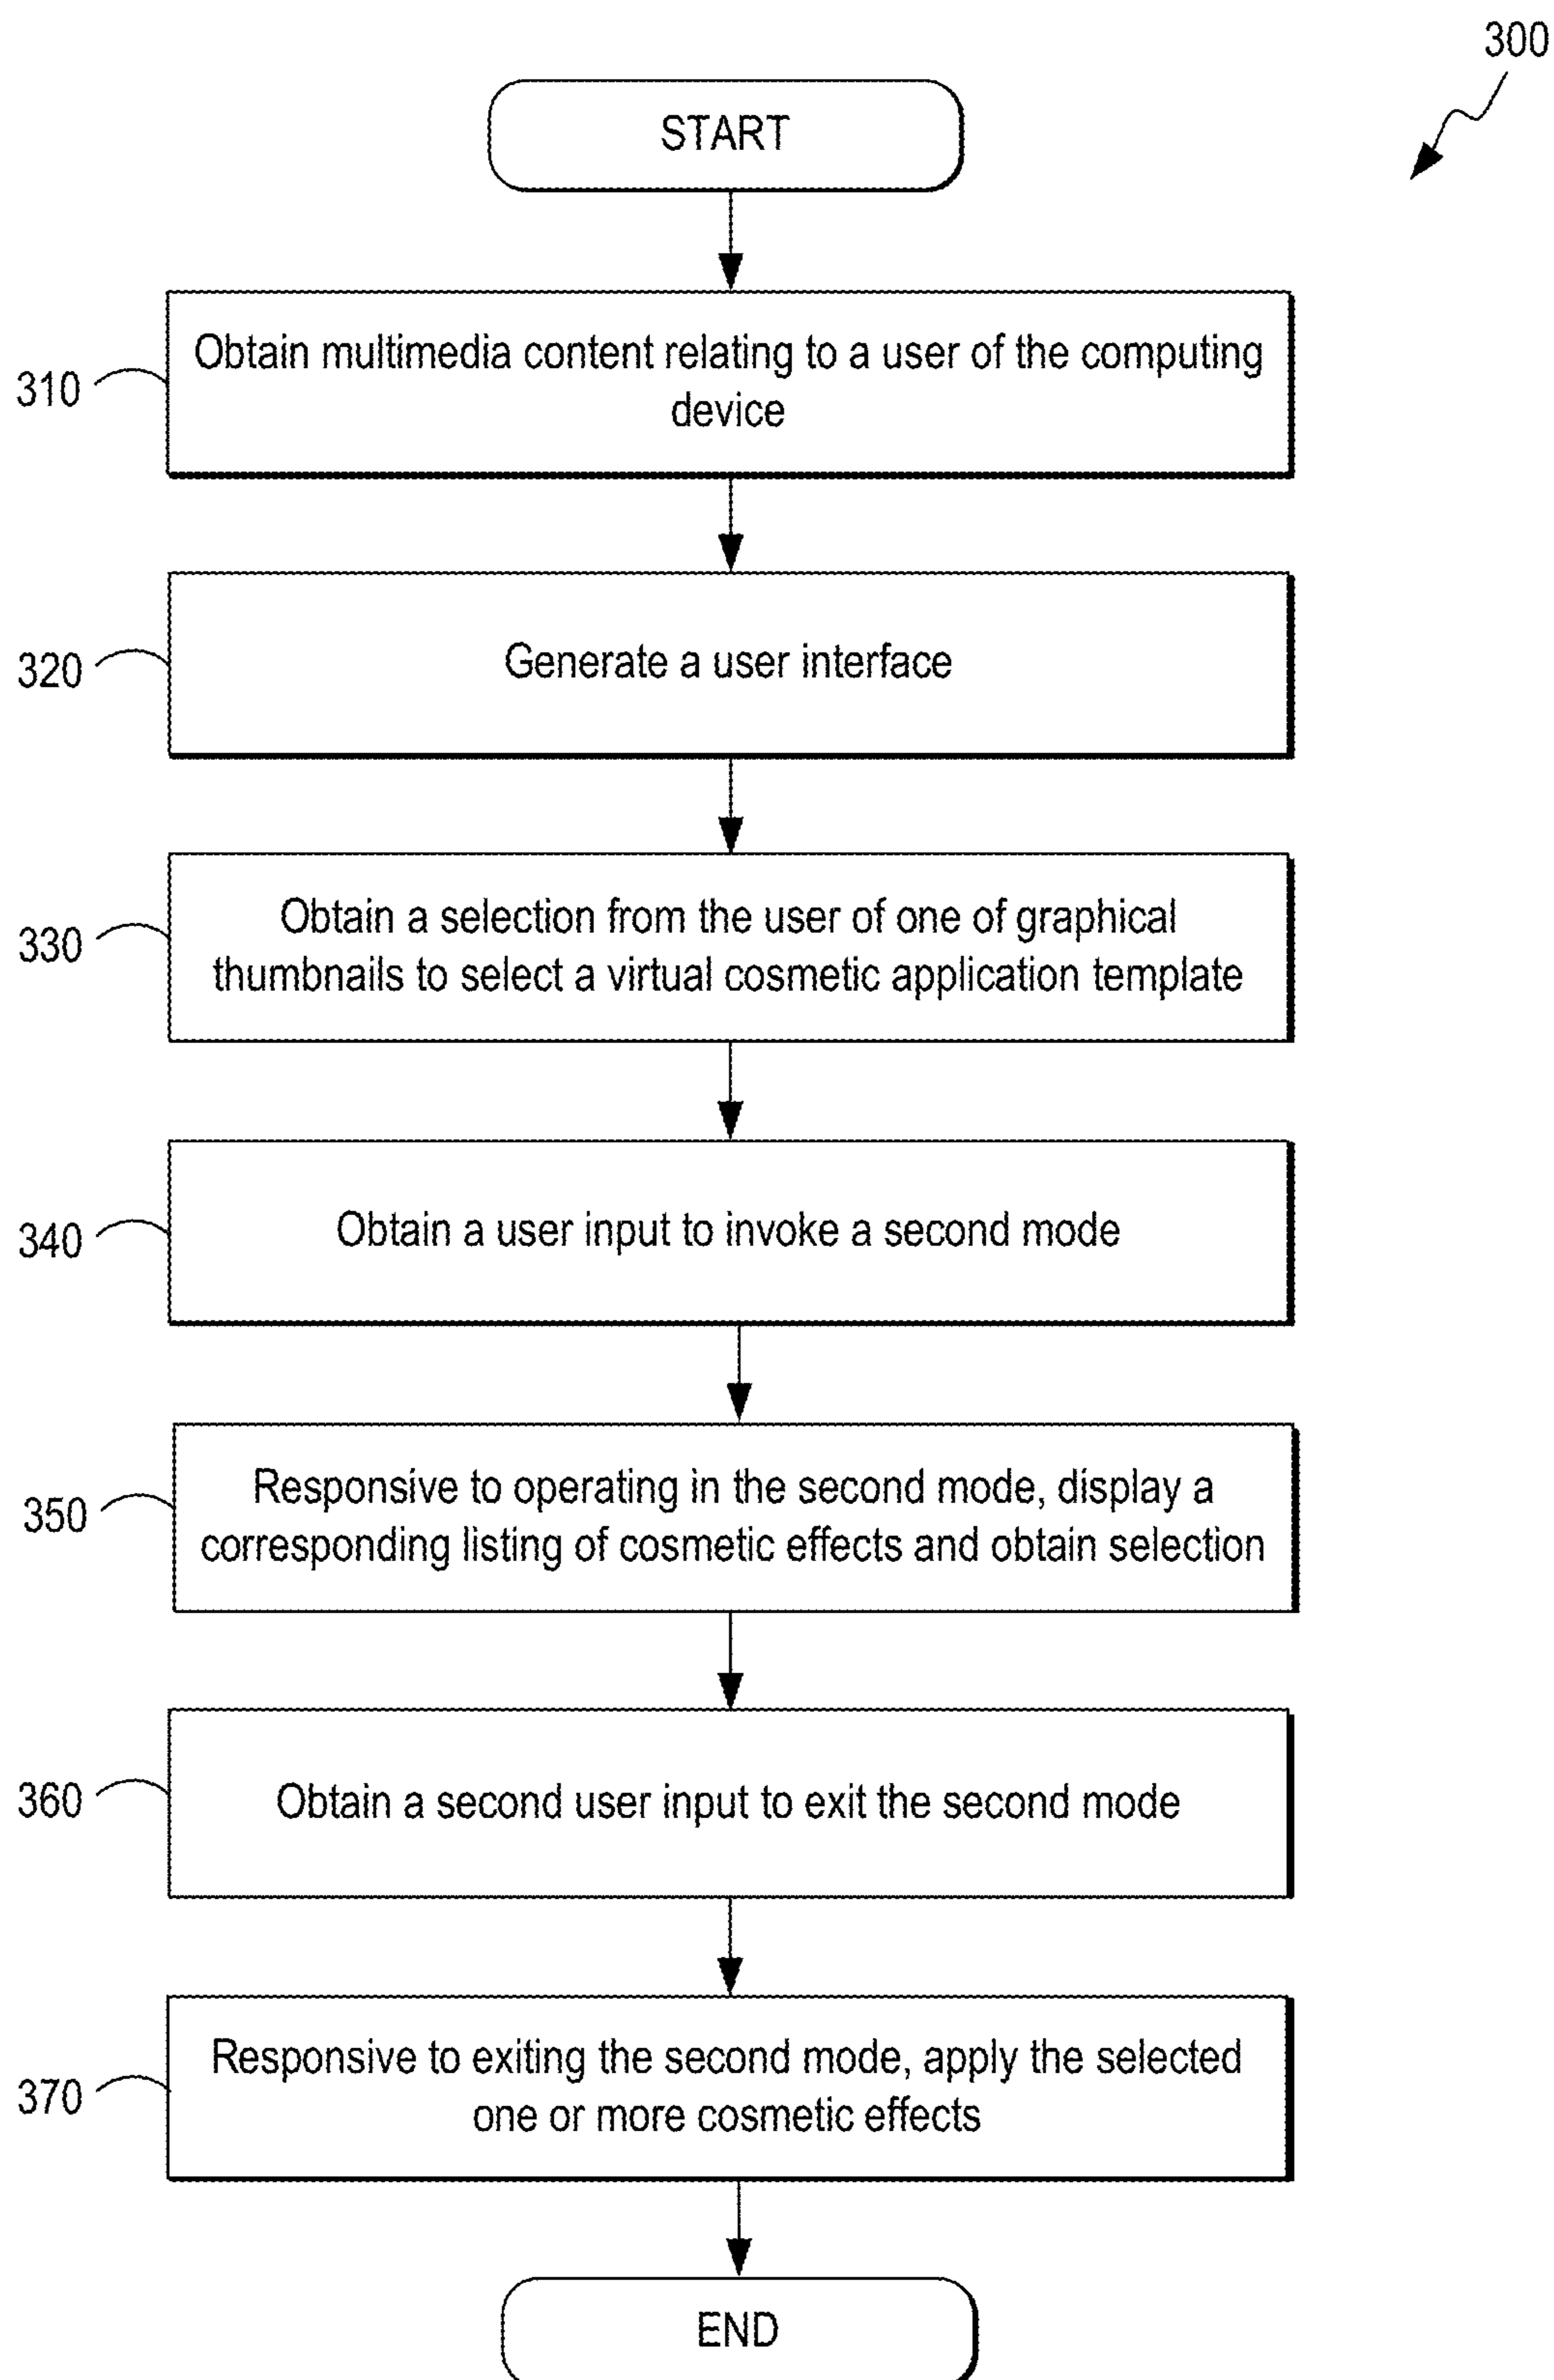 300
START
310
Obtain multimedia content relating to a user of the computing
device
320
Generate a user interface
330
Obtain a selection from the user of one of graphical
thumbnails to select a virtual cosmetic application template
340
Obtain a user input to invoke a second mode
350
Responsive to operating in the second mode, display a
corresponding listing of cosmetic effects and obtain selection
360
Obtain a second user input to exit the second mode
370
Responsive to exiting the second mode, apply the selected
one or more cosmetic effects
END